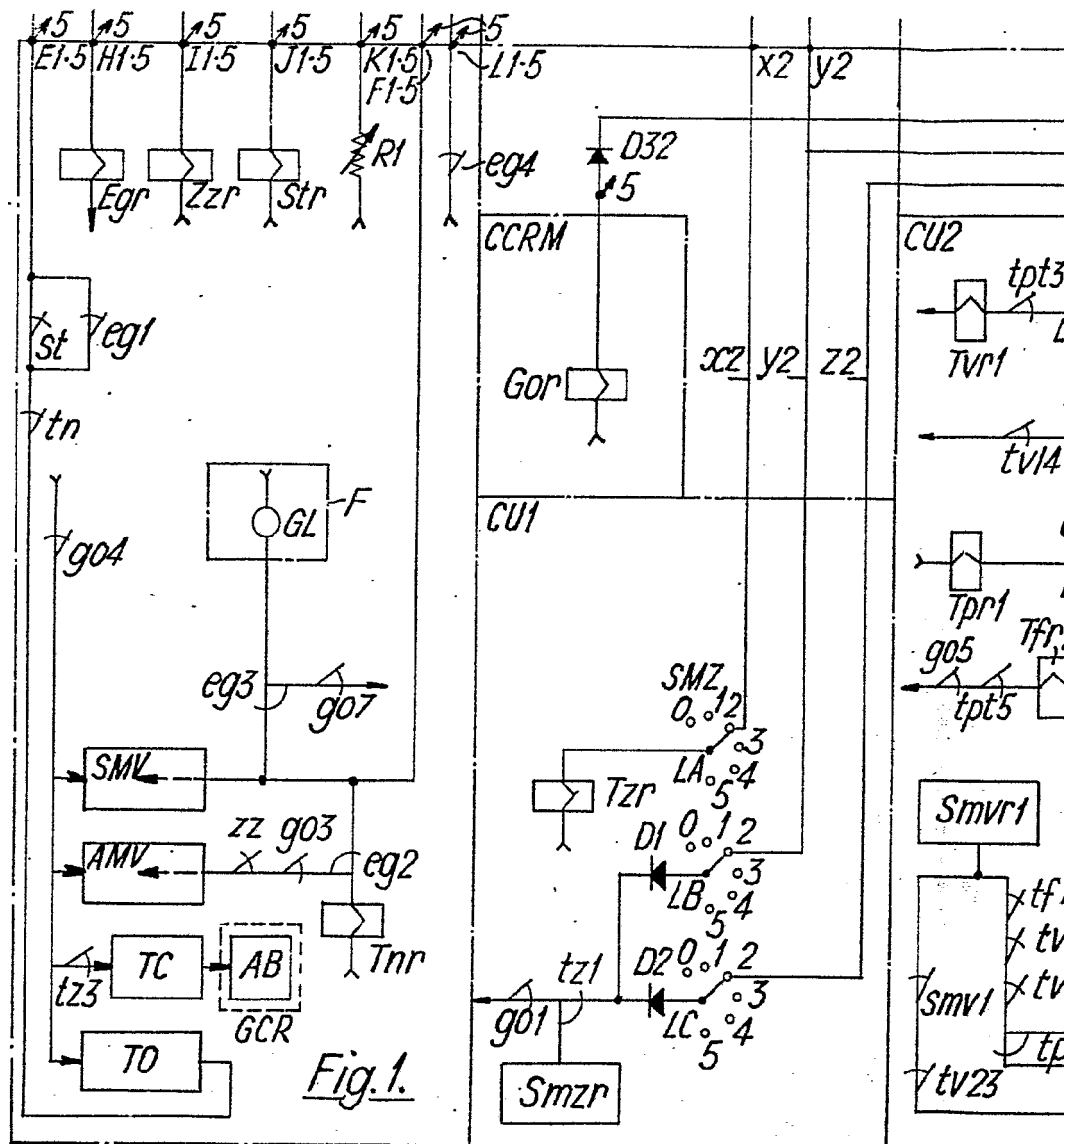 5 5 5 5 5 5 5
E1·5 H1·5 I1·5 J1·5 K1·5 L1·5 x2 y2
F1·5
R1 eg4 D32
5
Egr Zzr Str
CCRM CU2
tpt3
st eg1
x2 y2 z2 Tvr1
Gor
tn
tv14
GL F
CU1
go4
Tpr1
Tfr
eg3 go7 SMZ go5
tpt5
0 1 2 3 4 5
LA
SMV
Tzr Smvr1
zz go3
AMV eg2
D1 0 1 2 3 4 5
LB
Tnr
TC AB
tz3
GCR
tz1 D2 0 1 2 3 4 5
LC
go1
smv1
TO
Fig.1.
Smzr
tv23